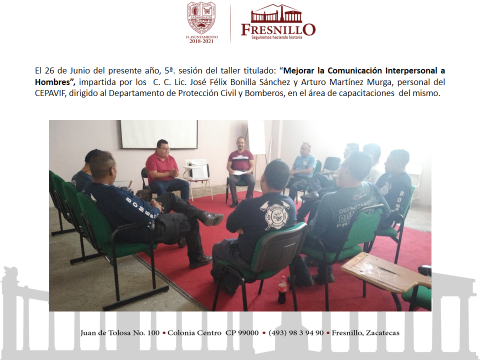 H. AYUNTAMIENTO
2018-2021
FRESNILLO
Seguiremos haciendo historia
El 26 de Junio del presente año, 5ª. sesión del taller titulado: "Mejorar la Comunicación Interpersonal a
Hombres", impartida por los C. C. Lic. José Félix Bonilla Sánchez y Arturo Martínez Murga, personal del
CEPAVIF, dirigido al Departamento de Protección Civil y Bomberos, en el área de capacitaciones del mismo.
Juan de Tolosa No. 100 • Colonia Centro CP 99000 • (493) 98 3 94 90 • Fresnillo, Zacatecas